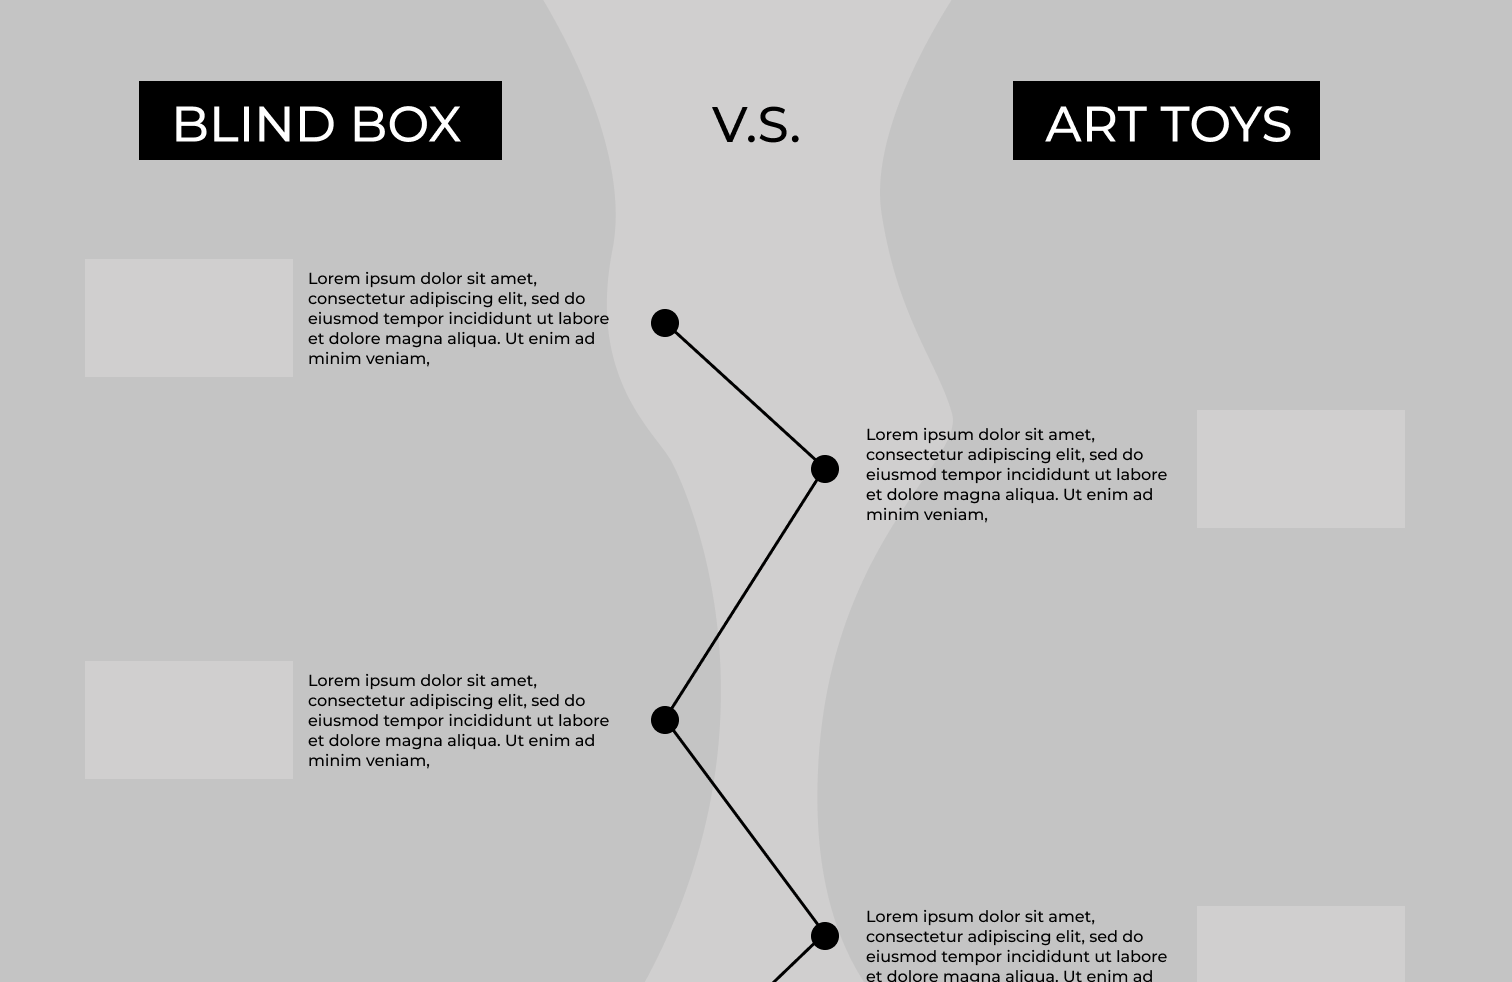 BLIND BOX
V.S.
ART TOYS
Lorem ipsum dolor sit amet,
consectetur adipiscing elit, sed do
eiusmod tempor incididunt ut labore
et dolore magna aliqua. Ut enim ad
minim veniam,
Lorem ipsum dolor sit amet,
consectetur adipiscing elit, sed do
eiusmod tempor incididunt ut labore
et dolore magna aliqua. Ut enim ad
minim veniam,
Lorem ipsum dolor sit amet,
consectetur adipiscing elit, sed do
eiusmod tempor incididunt ut labore
et dolore magna aliqua. Ut enim ad
minim veniam,
Lorem ipsum dolor sit amet,
consectetur adipiscing elit, sed do
eiusmod tempor incididunt ut labore
et dolore magna aliqua. Ut enim ad